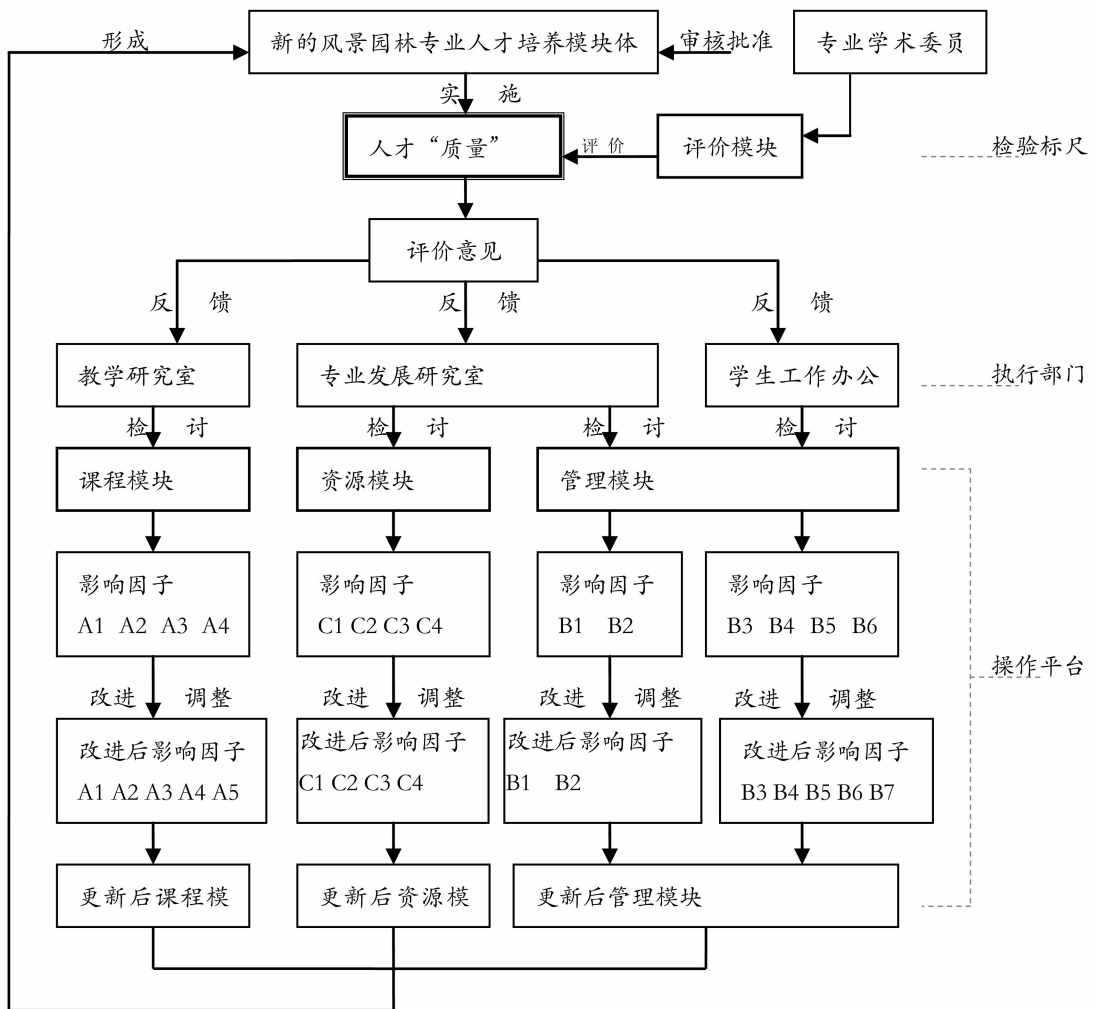 形成
新的风景园林专业人才培养模块体
审核批准
专业学术委员
实 施
人才“质量”
评价
评价模块
检验标尺
评价意见
反 馈
反 馈
反 馈
教学研究室
专业发展研究室
学生工作办公
执行部门
检 讨
检 讨
检 讨
检 讨
课程模块
资源模块
管理模块
影响因子
A1 A2 A3 A4
影响因子
C1 C2 C3 C4
影响因子
B1 B2
影响因子
B3 B4 B5 B6
操作平台
改进 调整
改进 调整
改进 调整
改进 调整
改进后影响因子
A1 A2 A3 A4 A5
改进后影响因子
C1 C2 C3 C4
改进后影响因子
B1 B2
改进后影响因子
B3 B4 B5 B6 B7
更新后课程模
更新后资源模
更新后管理模块